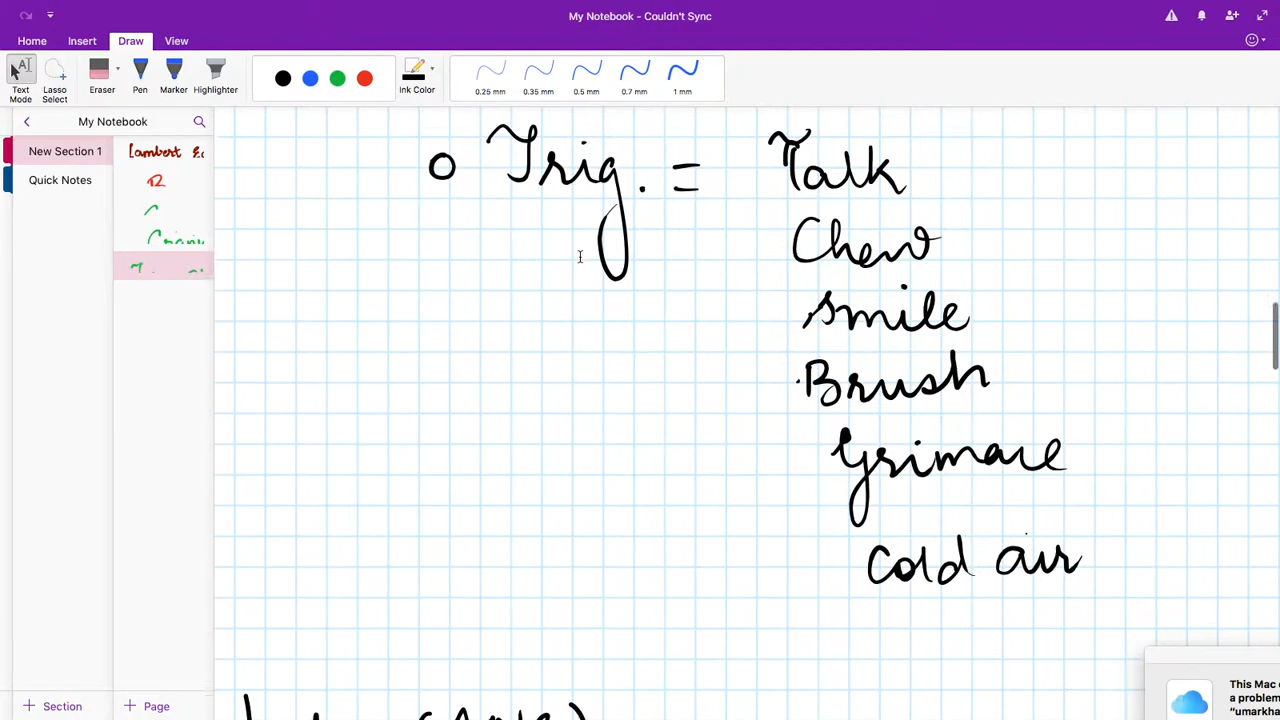 My Notebook - Couldn't Sync
Home Insert Draw View
Text Mode
Lasso Select
Eraser
Pen
Marker
Highlighter
Ink Color
0.25 mm 0.35 mm 0.5 mm 0.7 mm 1 mm
My Notebook
New Section 1
Quick Notes
Lambert
o Trig. = Talk
Chew
Smile
Brush
Grimace
Cold air
This Mac
a problem
+ Section
+ Page